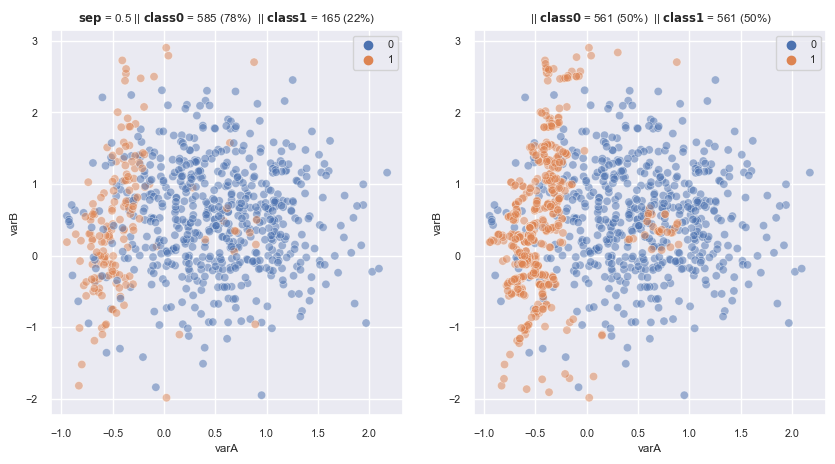 sep = 0.5 || class0 = 585 (78%) || class1 = 165 (22%)
3
2
1
0
−1
−2
varB
0
1
−1.0 −0.5 0.0 0.5 1.0 1.5 2.0
varA
|| class0 = 561 (50%) || class1 = 561 (50%)
3
2
1
0
−1
−2
varB
0
1
−1.0 −0.5 0.0 0.5 1.0 1.5 2.0
varA